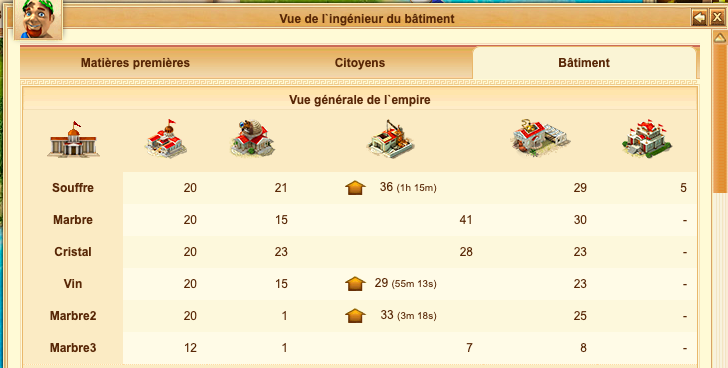 Vue de l`ingénieur du bâtiment
Matières premières Citoyens Bâtiment
Vue générale de l`empire
Souffre 20 21 36 (1h 15m) 29 5
Marbre 20 15 41 30 -
Cristal 20 23 28 23 -
Vin 20 15 29 (55m 13s) 23 -
Marbre2 20 1 33 (3m 18s) 25 -
Marbre3 12 1 7 8 -